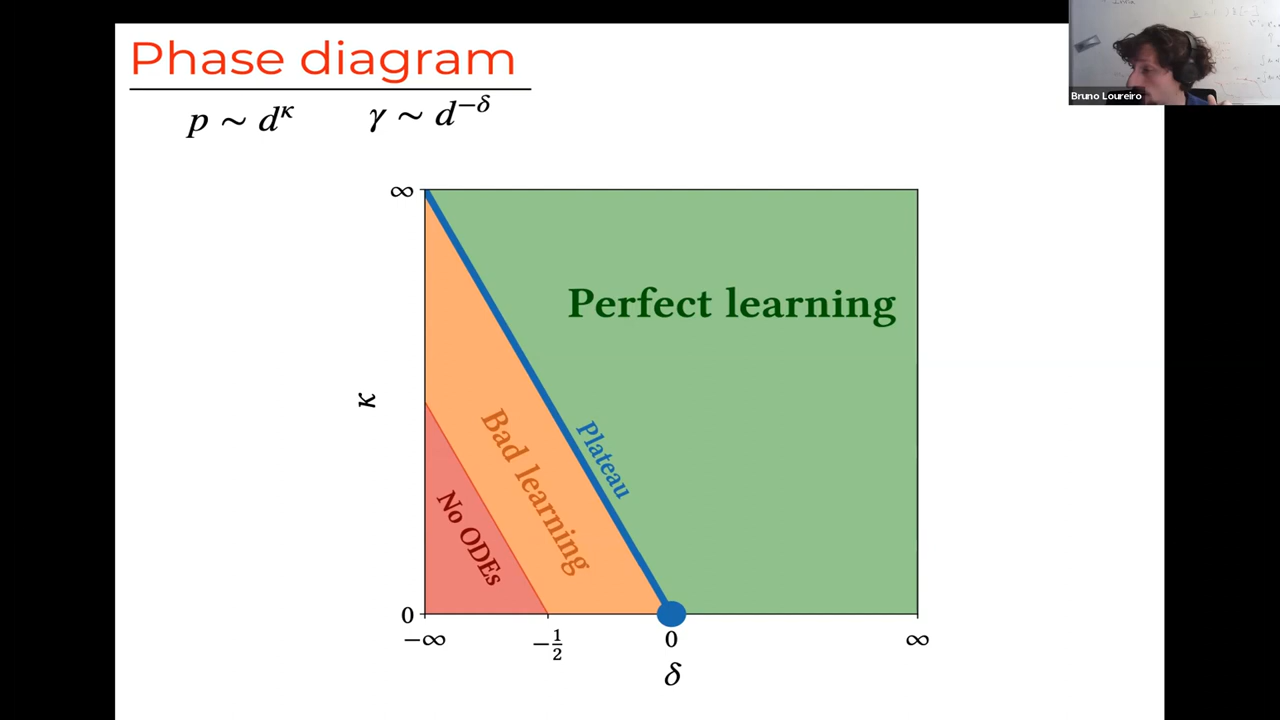 Phase diagram
p ∼ d^κ γ ∼ d^{−δ}
Bruno Loureiro
∞
Perfect learning
κ
Plateau
Bad learning
No ODEs
0
−∞ −1/2 0 ∞
δ